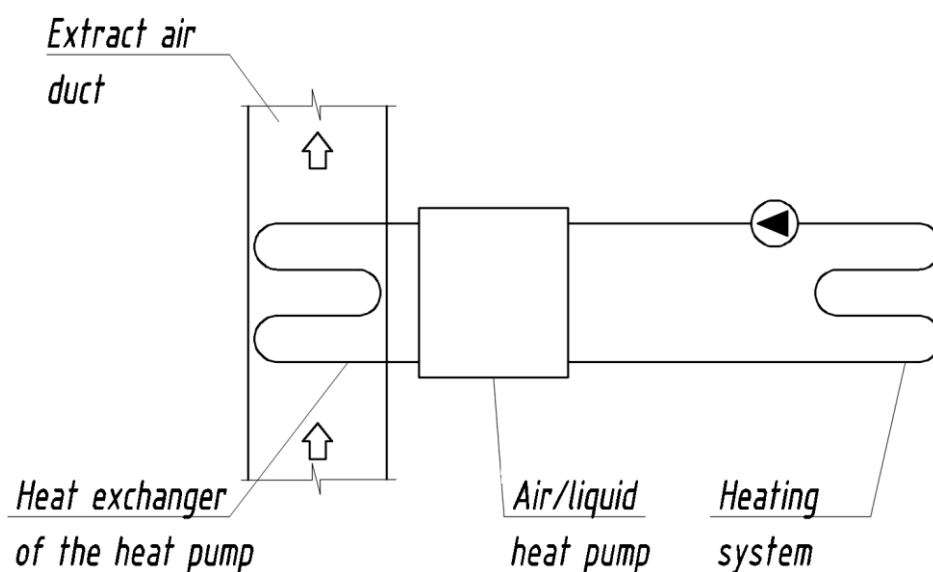 Extract air
duct
Heat exchanger
of the heat pump
Air/liquid
heat pump
Heating
system